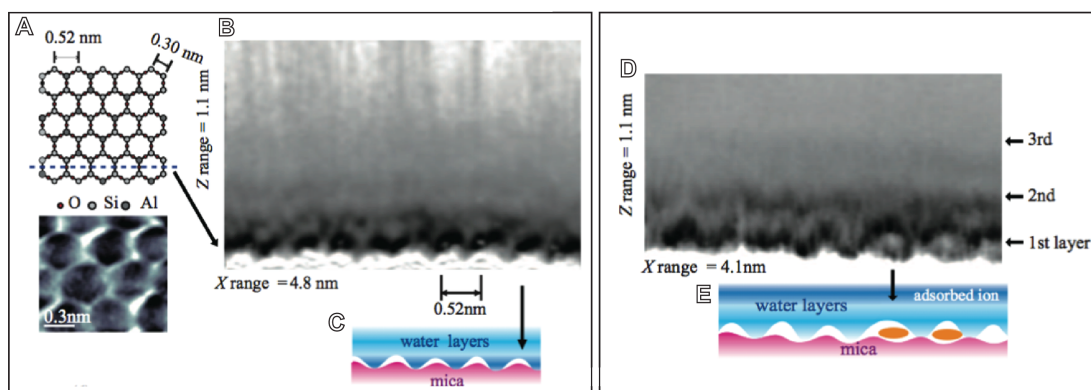 A
0.52 nm
0.30 nm
O Si Al
0.3nm
B
Z range = 1.1 nm
X range =4.8 nm
0.52nm
C
water layers
mica
D
Z range = 1.1 nm
3rd
2nd
1st layer
X range = 4.1nm
E
adsorbed ion
water layers
mica